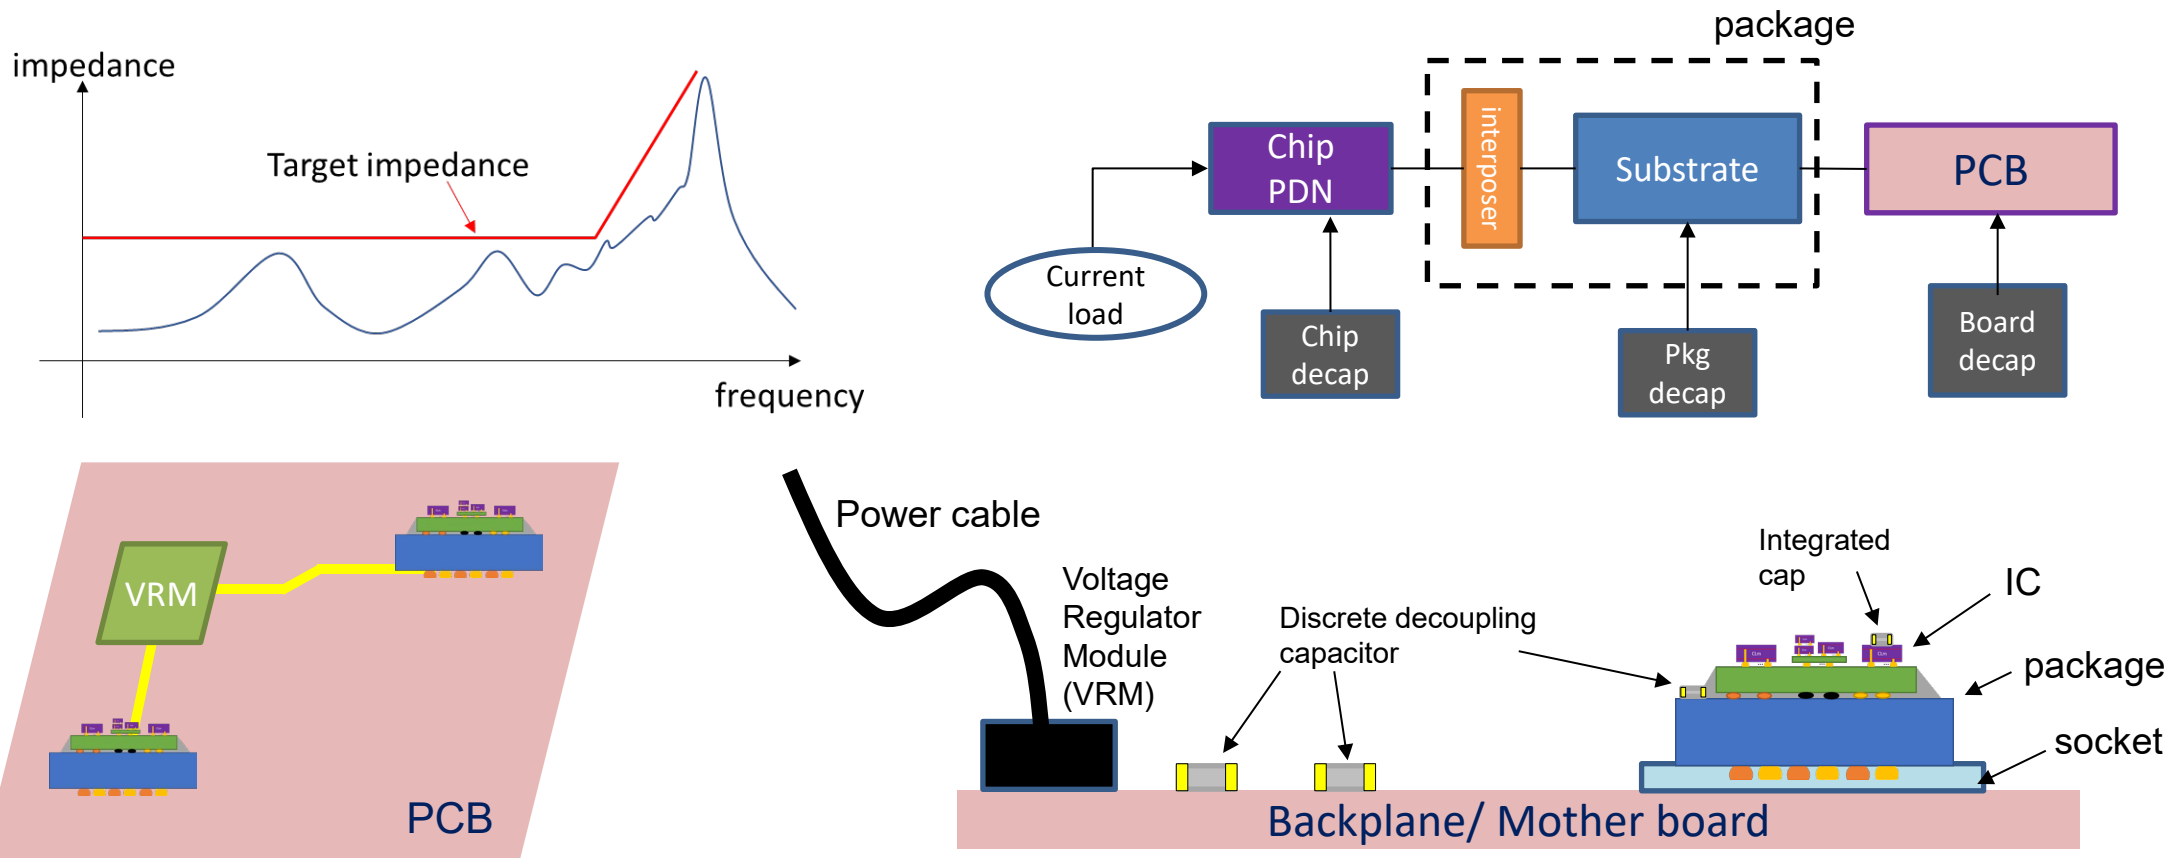 impedance
Target impedance
frequency
package
Chip
PDN
interposer
Substrate
PCB
Current
load
Chip
decap
Pkg
decap
Board
decap
VRM
PCB
Power cable
Voltage
Regulator
Module
(VRM)
Discrete decoupling
capacitor
Integrated
cap
IC
package
socket
Backplane/ Mother board